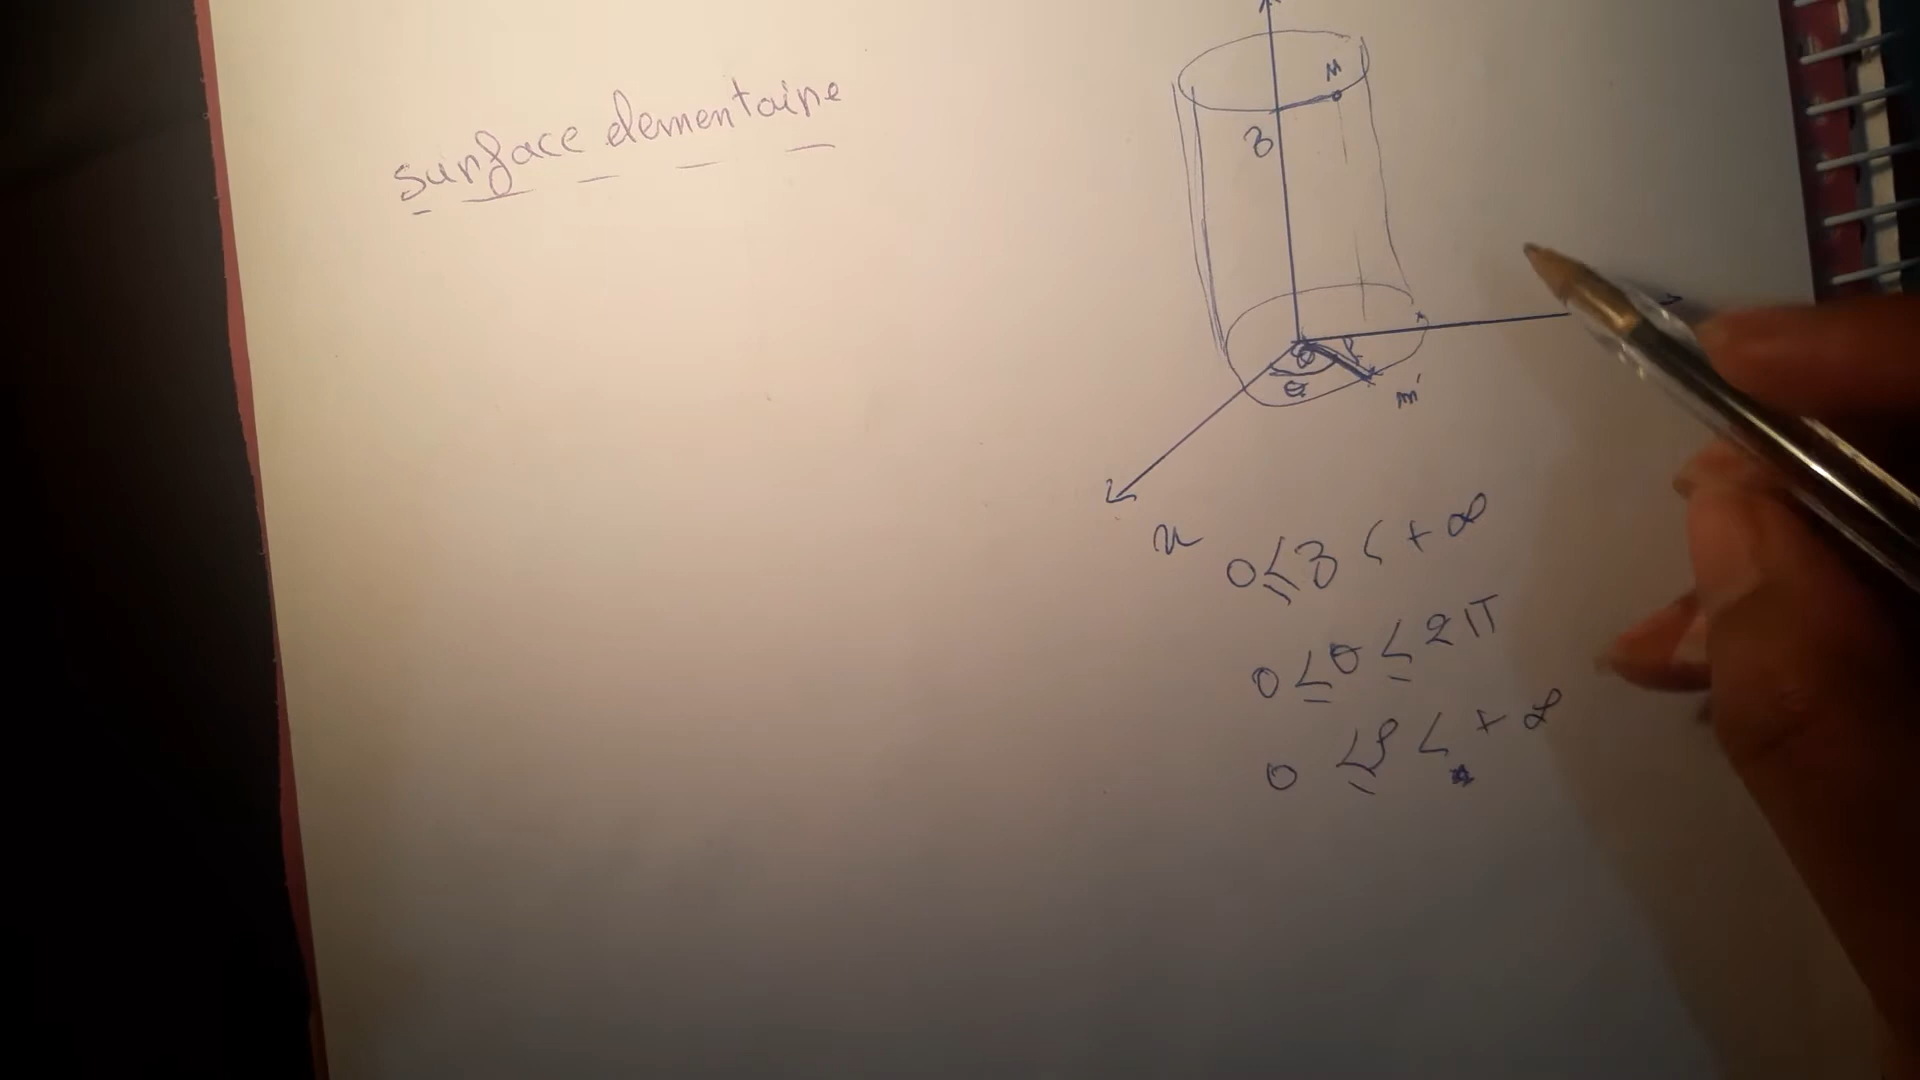 surface elementaire
M
z
θ
ρ
m'
x
0 ≤ z < +∞
0 ≤ θ ≤ 2π
0 ≤ ρ < +∞